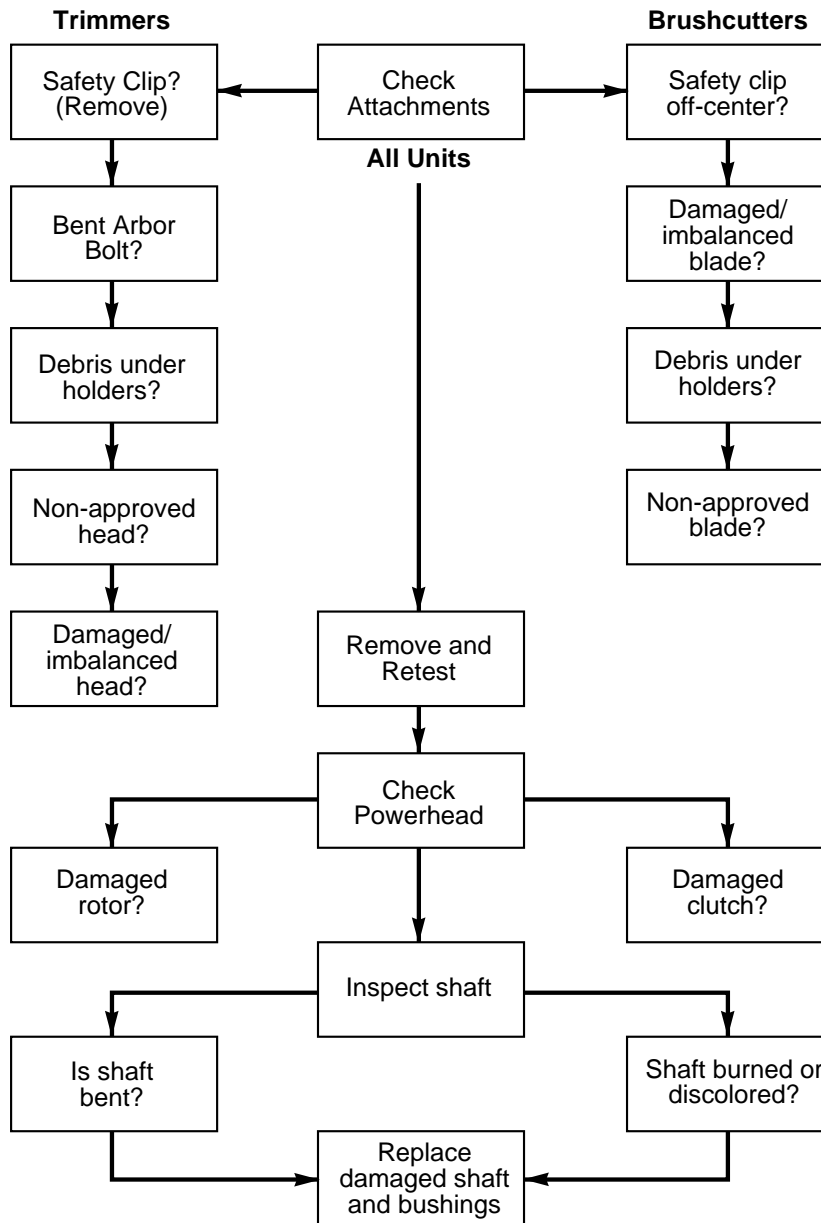 Trimmers
Brushcutters
Safety Clip?
(Remove)
Check
Attachments
Safety clip
off-center?
All Units
Bent Arbor
Bolt?
Damaged/
imbalanced
blade?
Debris under
holders?
Debris under
holders?
Non-approved
head?
Non-approved
blade?
Damaged/
imbalanced
head?
Remove and
Retest
Check
Powerhead
Damaged
rotor?
Damaged
clutch?
Inspect shaft
Is shaft
bent?
Shaft burned or
discolored?
Replace
damaged shaft
and bushings